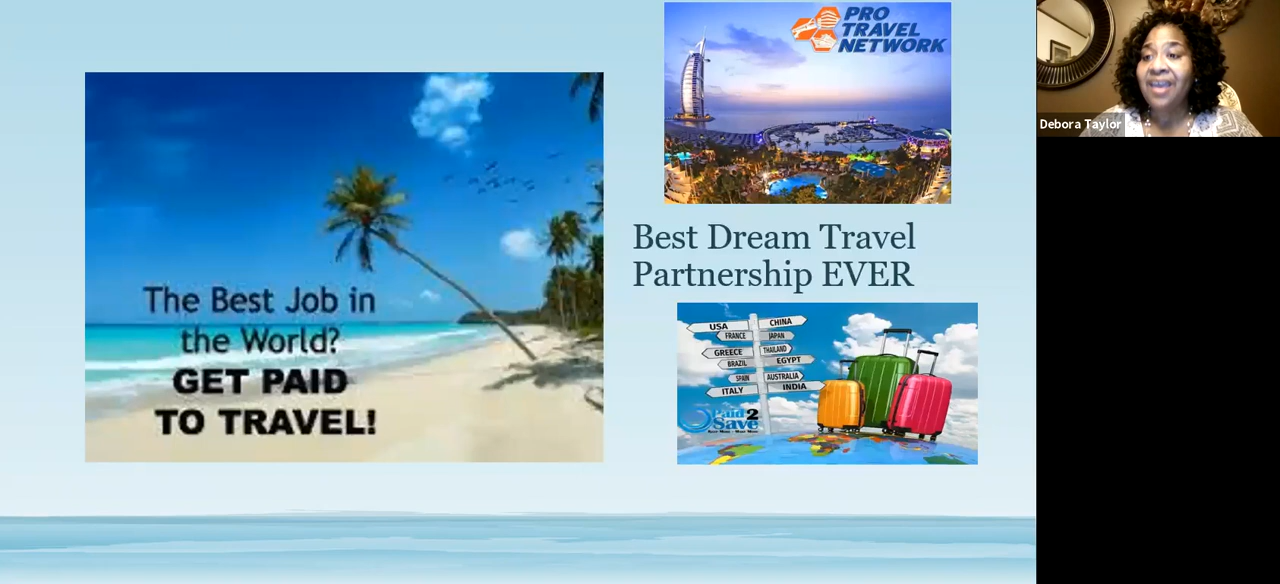 The Best Job in
the World?
GET PAID
TO TRAVEL!
PRO
TRAVEL
NETWORK
Best Dream Travel
Partnership EVER
USA
CHINA
FRANCE
JAPAN
GREECE
THAILAND
BRAZIL
EGYPT
SPAIN
AUSTRALIA
ITALY
INDIA
Paid2
Save
Debora Taylor